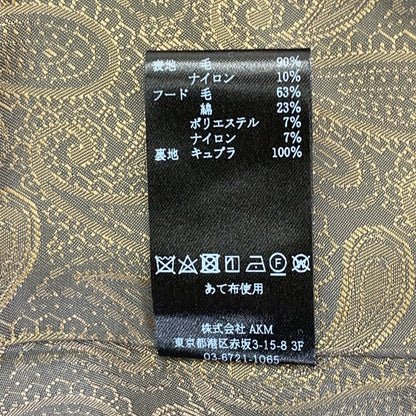 表地 毛 90%
ナイロン 10%
フード 毛 63%
綿 23%
ポリエステル 7%
ナイロン 7%
裏地 キュプラ 100%
あて布使用
株式会社 AKM
東京都港区赤坂3-15-8 3F
03-6721-1065